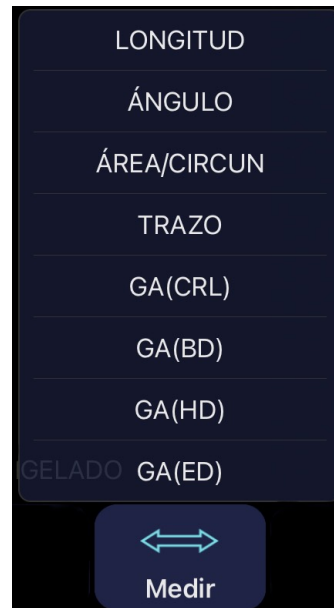 LONGITUD
ÁNGULO
ÁREA/CIRCUN
TRAZO
GA(CRL)
GA(BD)
GA(HD)
GELADO GA(ED)
Medir